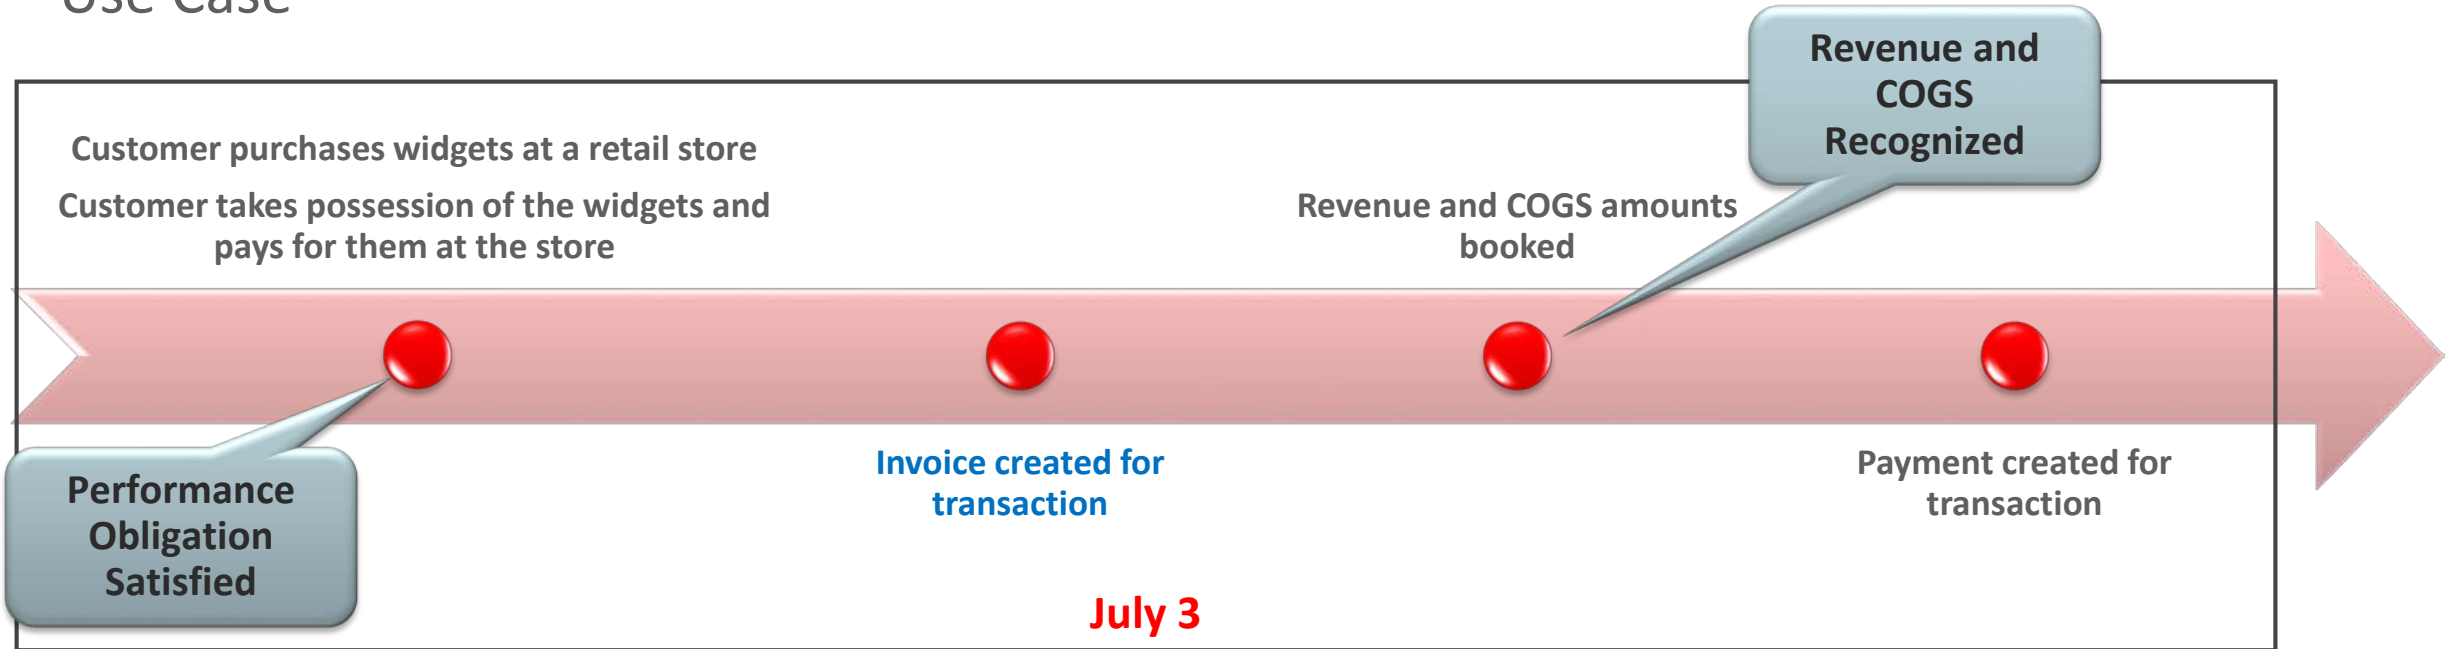 Use Case
Revenue and
COGS
Recognized
Customer purchases widgets at a retail store
Customer takes possession of the widgets and
pays for them at the store
Revenue and COGS amounts
booked
Performance
Obligation
Satisfied
Invoice created for
transaction
Payment created for
transaction
July 3